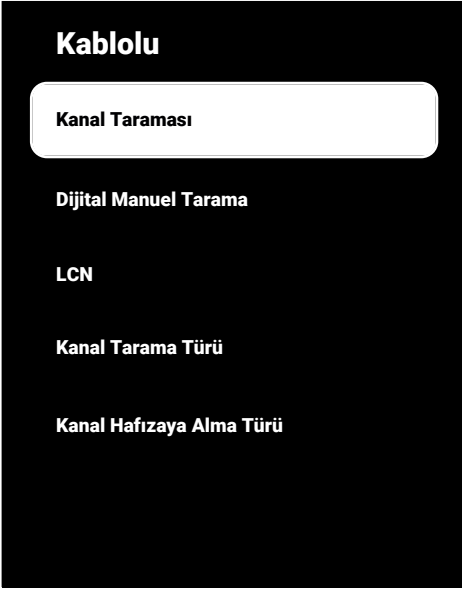 Kablolu
Kanal Taraması
Dijital Manuel Tarama
LCN
Kanal Tarama Türü
Kanal Hafızaya Alma Türü